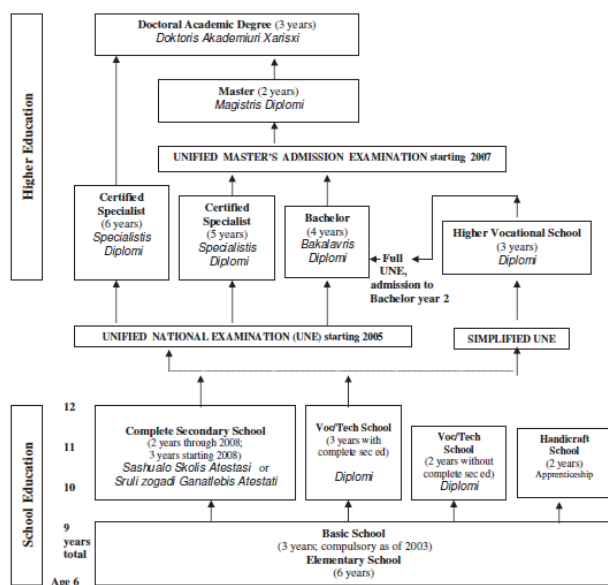 Higher Education
Doctoral Academic Degree (3 years)
Doktoris Akademiuri Xarisxi
Master (2 years)
Magistris Diplomi
UNIFIED MASTER'S ADMISSION EXAMINATION starting 2007
Certified
Specialist
(6 years)
Specialistis
Diplomi
Certified
Specialist
(5 years)
Specialistis
Diplomi
Bachelor
(4 years)
Bakalavris
Diplomi
Full
UNE,
admission to
Bachelor year 2
Higher Vocational School
(3 years)
Diplomi
UNIFIED NATIONAL EXAMINATION (UNE) starting 2005
SIMPLIFIED UNE
School Education
12
11
10
9
years
total
Age 6
Complete Secondary School
(2 years through 2008;
3 years starting 2008)
Sashualo Skolis Atestasi or
Sruli zogadi Ganatlebis Atestati
Voc/Tech School
(3 years with
complete sec ed)
Diplomi
Voc/Tech
School
(2 years without
complete sec ed)
Diplomi
Handicraft
School
(2 years)
Apprenticeship
Basic School
(3 years; compulsory as of 2003)
Elementary School
(6 years)